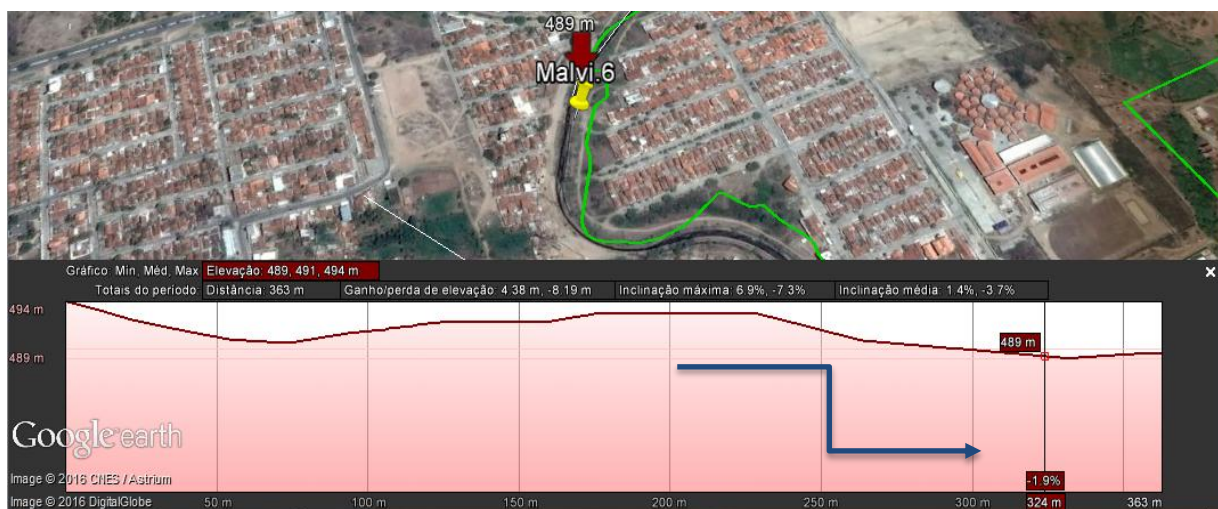 489 m
Malvi.6
Gráfico: Min, Méd, Max Elevação: 489, 491, 494 m
Totais do período: Distância: 363 m Ganho/perda de elevação: 4.38 m, -8.19 m Inclinação máxima: 6.9%, -7.3% Inclinação média: 1.4%, -3.7%
494 m
489 m
489 m
Google earth
Image © 2016 CNES / Astrium
-1.9%
Image © 2016 DigitalGlobe 50 m 100 m 150 m 200 m 250 m 300 m 324 m 363 m